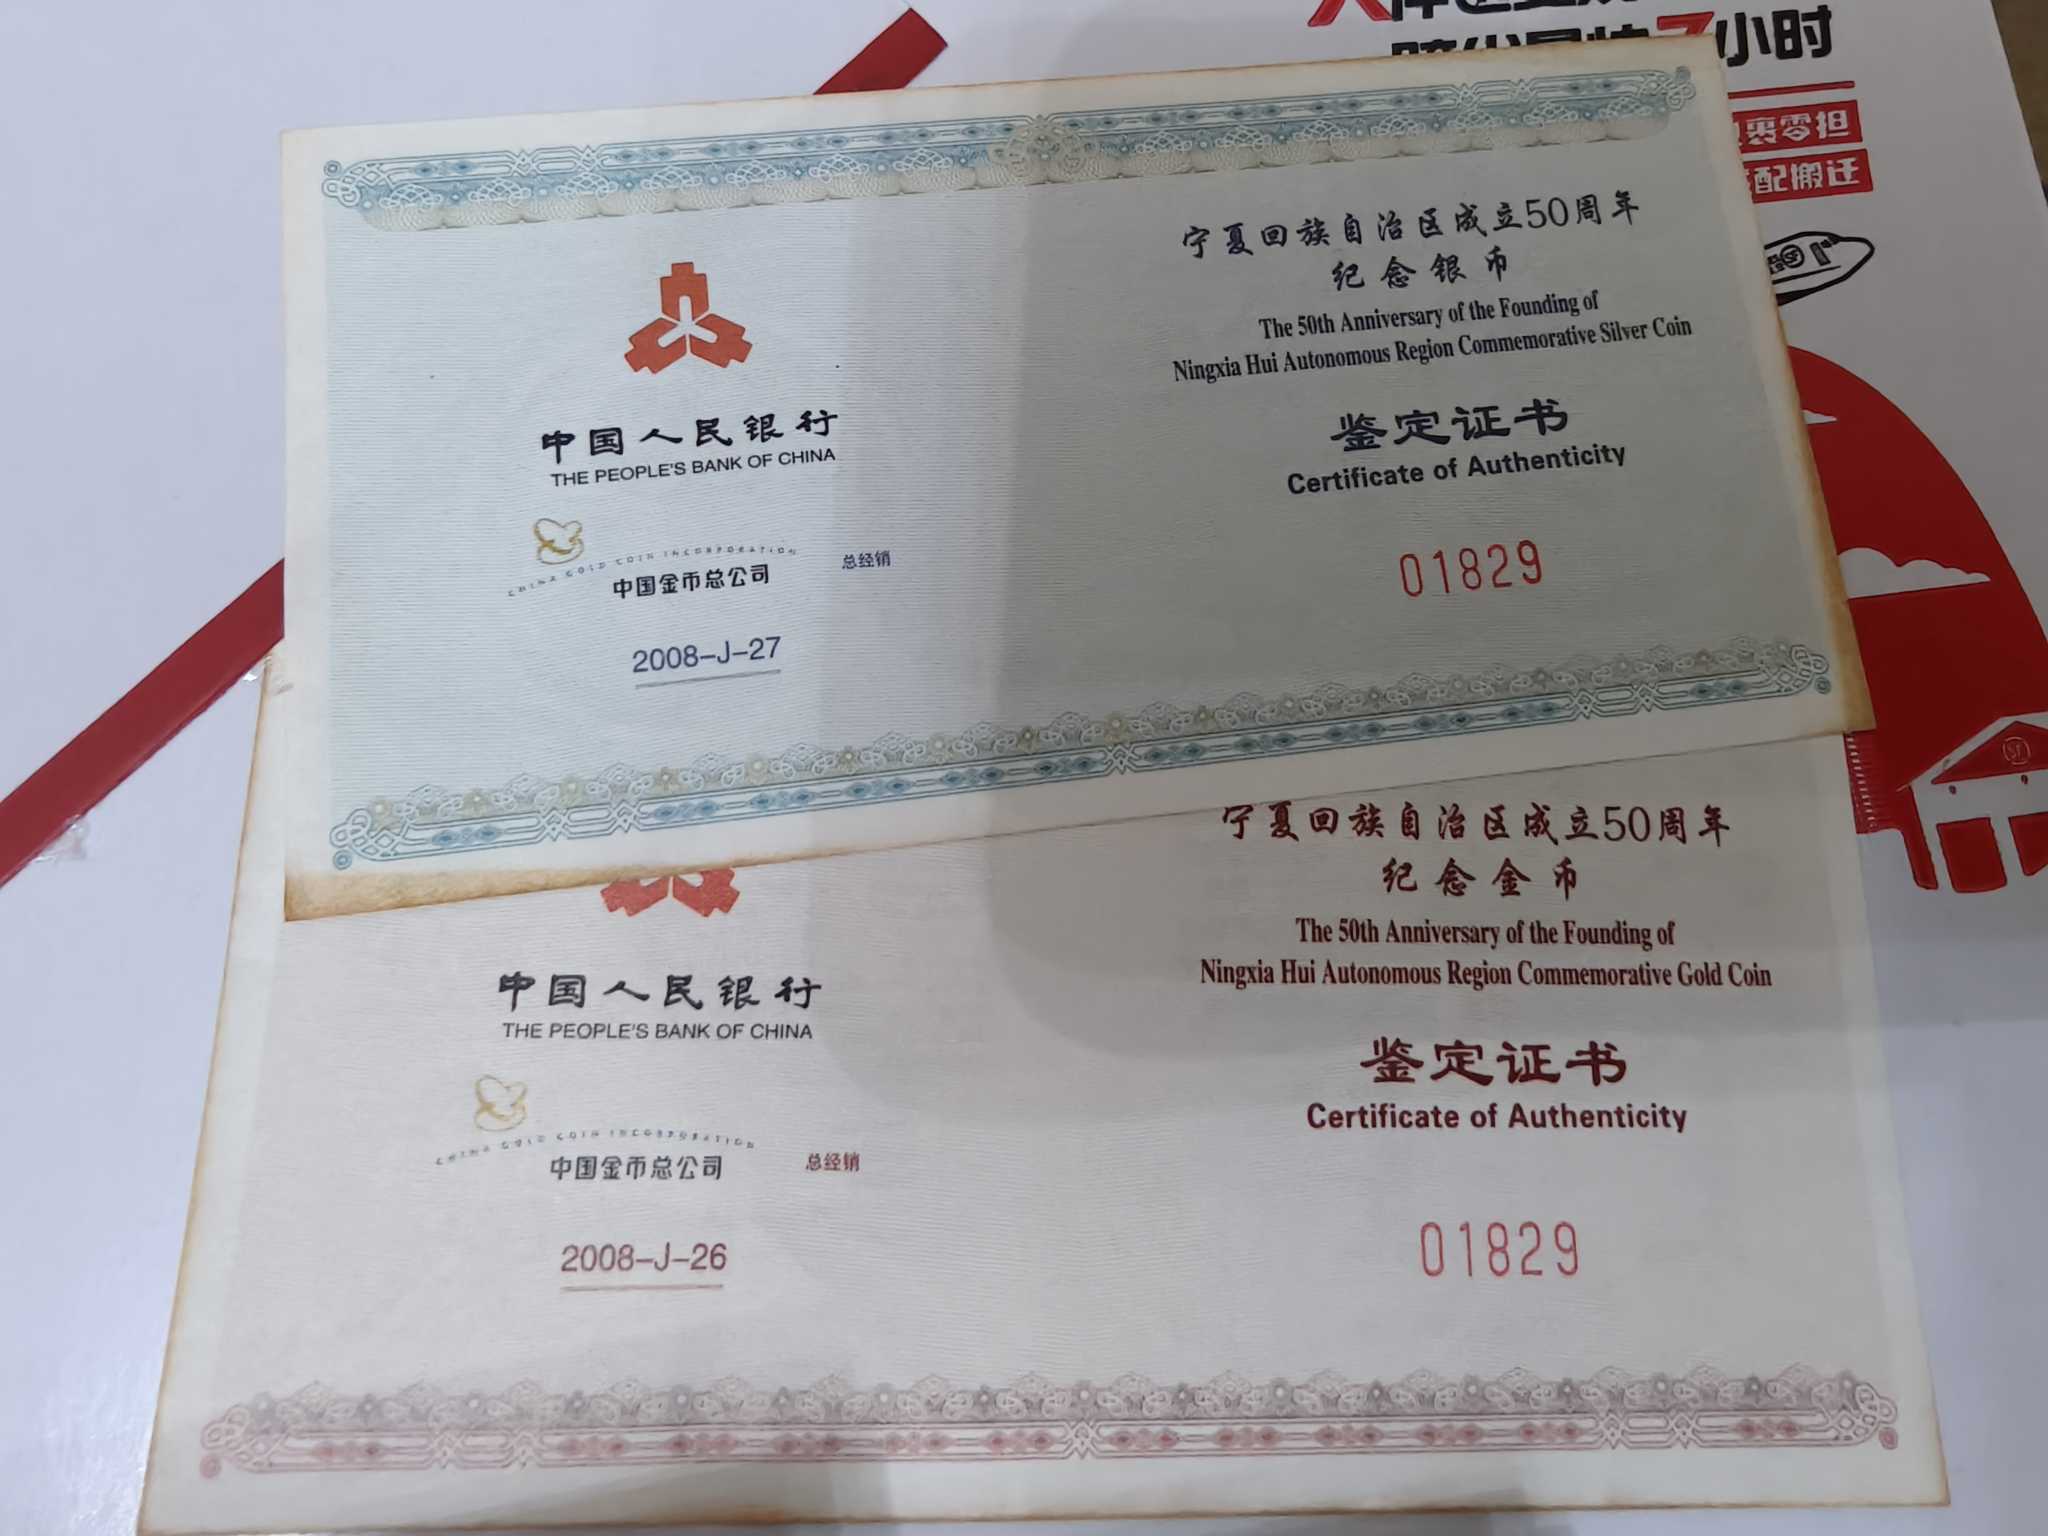 小时
裹零担
配搬迁
宁夏回族自治区成立50周年
纪念银币
The 50th Anniversary of the Founding of
Ningxia Hui Autonomous Region Commemorative Silver Coin
鉴定证书
Certificate of Authenticity
01829
中国人民银行
THE PEOPLE'S BANK OF CHINA
CHINA GOLD COIN INCORPORATION
中国金币总公司
总经销
2008-J-27
宁夏回族自治区成立50周年
纪念金币
The 50th Anniversary of the Founding of
Ningxia Hui Autonomous Region Commemorative Gold Coin
鉴定证书
Certificate of Authenticity
01829
中国人民银行
THE PEOPLE'S BANK OF CHINA
CHINA GOLD COIN INCORPORATION
中国金币总公司
总经销
2008-J-26